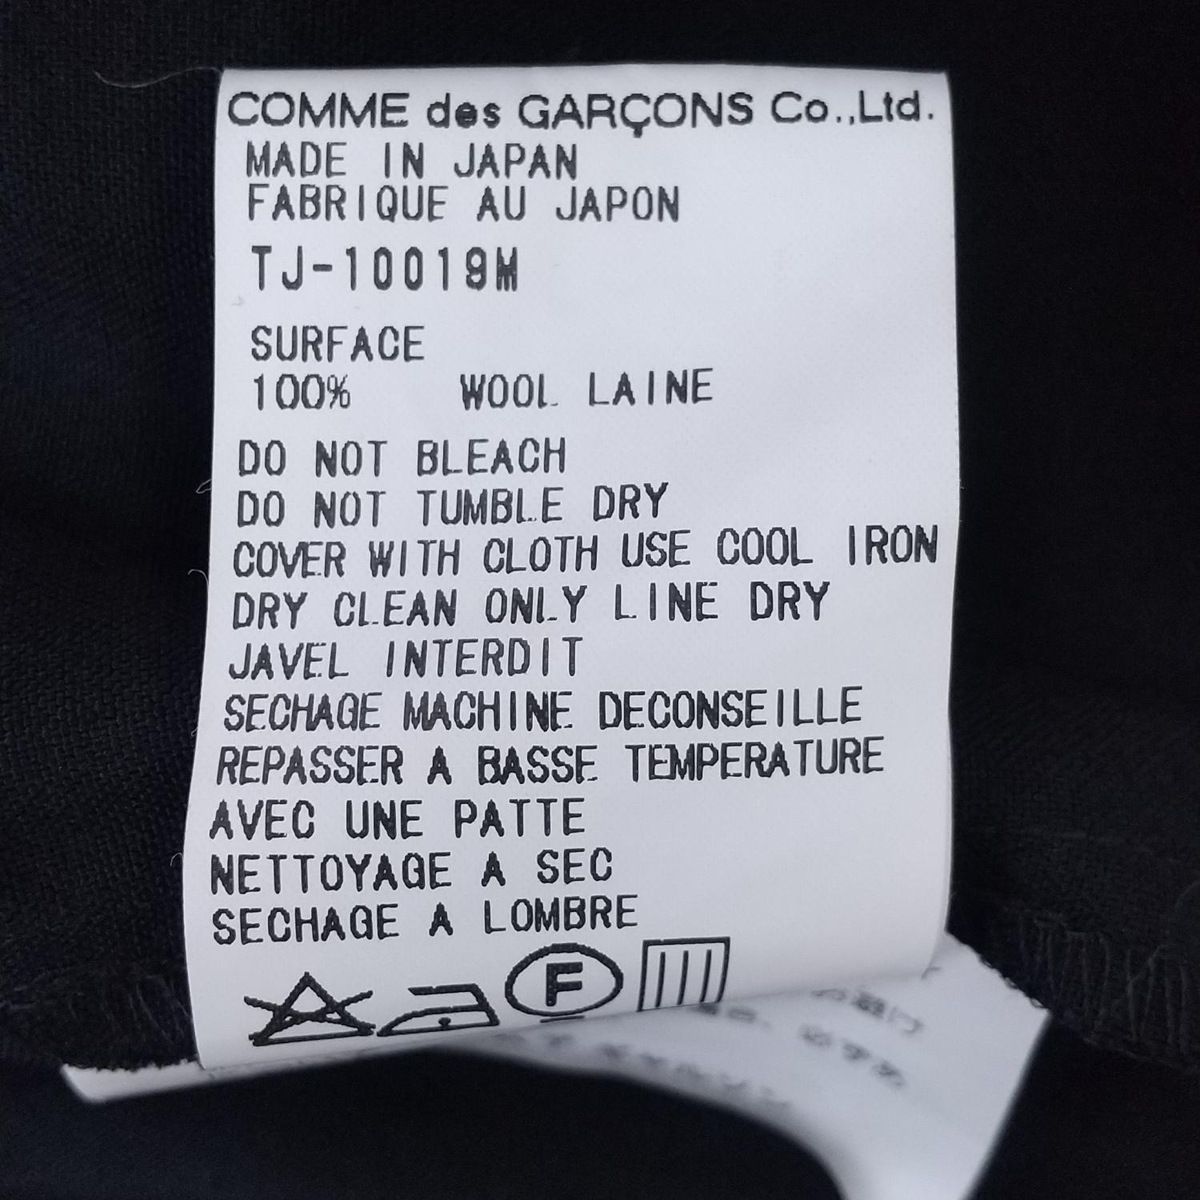 COMME des GARÇONS Co.,Ltd.
MADE IN JAPAN
FABRIQUE AU JAPON
TJ-10019M
SURFACE
100% WOOL LAINE
DO NOT BLEACH
DO NOT TUMBLE DRY
COVER WITH CLOTH USE COOL IRON
DRY CLEAN ONLY LINE DRY
JAVEL INTERDIT
SECHAGE MACHINE DECONSEILLE
REPASSER A BASSE TEMPERATURE
AVEC UNE PATTE
NETTOYAGE A SEC
SECHAGE A LOMBRE
F